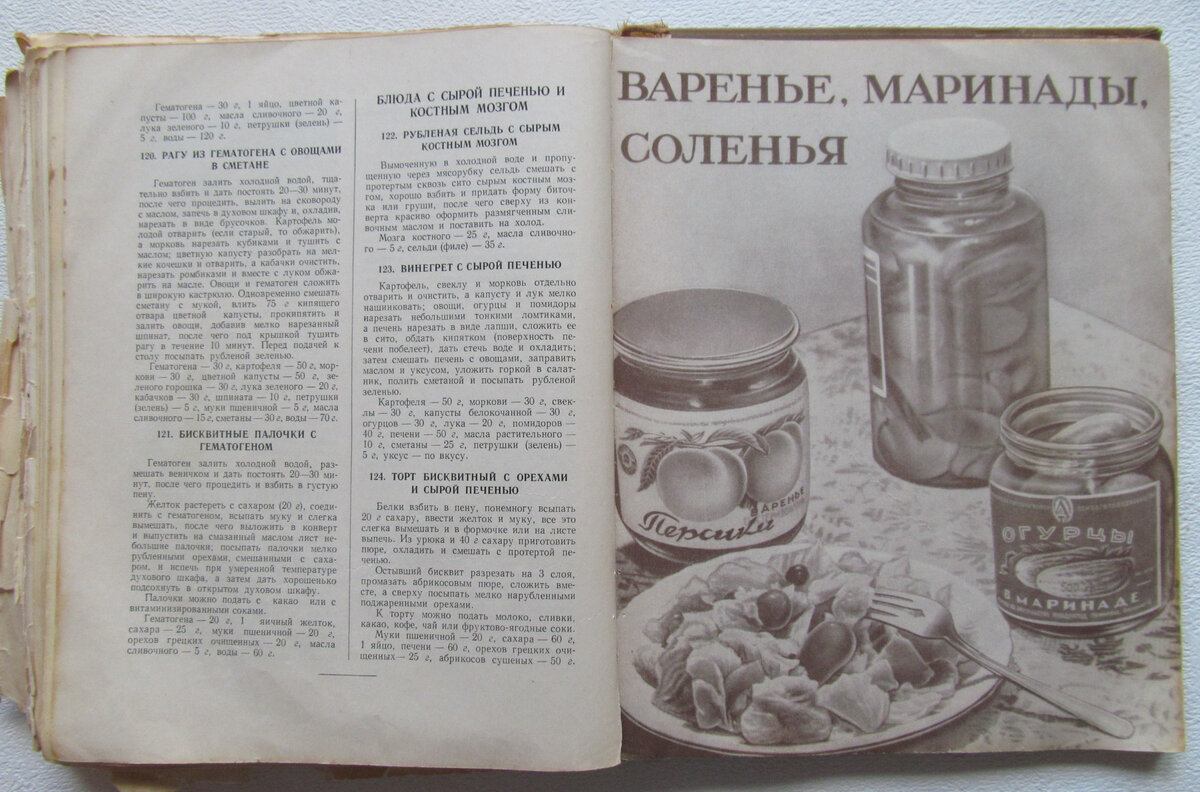 Гематогена — 30 г, 1 яйцо, цветной ка-
пусты — 100 г, масла сливочного — 20 г,
лука зеленого — 10 г, петрушки (зелень) —
5 г, воды — 120 г.
120. РАГУ ИЗ ГЕМАТОГЕНА С ОВОЩАМИ
В СМЕТАНЕ
Гематоген залить холодной водой, тща-
тельно взбить и дать постоять 20—30 минут,
после чего процедить, вылить на сковороду
с маслом, запечь в духовом шкафу и, охладив,
нарезать в виде брусочков. Картофель мо-
лодой отварить (если старый, то обжарить),
а морковь нарезать кубиками и тушить с
маслом; цветную капусту разобрать на мел-
кие кочешки и отварить, а кабачки очистить,
нарезать ромбиками и вместе с луком обжа-
рить на масле. Овощи и гематоген сложить
в широкую кастрюлю. Одновременно смешать
сметану с мукой, влить 75 г кипящего
отвара цветной капусты, прокипятить и
залить овощи, добавив мелко нарезанный
шпинат, после чего под крышкой тушить
рагу в течение 10 минут. Перед подачей к
столу посыпать рубленой зеленью.
Гематогена — 30 г, картофеля — 50 г, мор-
кови — 30 г, цветной капусты — 50 г, зе-
леного горошка — 30 г, лука зеленого — 20 г,
кабачков — 30 г, шпината — 10 г, петрушки
(зелень) — 5 г, муки пшеничной — 5 г, масла
сливочного — 15 г, сметаны — 30 г, воды — 70 г.
121. БИСКВИТНЫЕ ПАЛОЧКИ С
ГЕМАТОГЕНОМ
Гематоген залить холодной водой, раз-
мешать веничком и дать постоять 20—30 ми-
нут, после чего процедить и взбить в густую
пену.
Желток растереть с сахаром (20 г), соеди-
нить с гематогеном, всыпать муку и слегка
вымешать, после чего выложить в конверт
и выпустить на смазанный маслом лист не-
большие палочки; посыпать палочки мелко
рубленными орехами, смешанными с саха-
ром, и испечь при умеренной температуре
духового шкафа, а затем дать хорошенько
подсохнуть в открытом духовом шкафу.
Палочки можно подать с какао или с
витаминизированными соками.
Гематогена — 20 г, 1 яичный желток,
сахара — 25 г, муки пшеничной — 20 г,
орехов грецких очищенных — 20 г, масла
сливочного — 5 г, воды — 60 г.
БЛЮДА С СЫРОЙ ПЕЧЕНЬЮ И
КОСТНЫМ МОЗГОМ
122. РУБЛЕНАЯ СЕЛЬДЬ С СЫРЫМ
КОСТНЫМ МОЗГОМ
Вымоченную в холодной воде и пропу-
щенную через мясорубку сельдь смешать с
протертым сквозь сито сырым костным моз-
гом, хорошо взбить и придать форму биточ-
ка или груши, после чего сверху из кон-
верта красиво оформить размягченным сли-
вочным маслом и поставить на холод.
Мозга костного — 25 г, масла сливочно-
го — 5 г, сельди (филе) — 35 г.
123. ВИНЕГРЕТ С СЫРОЙ ПЕЧЕНЬЮ
Картофель, свеклу и морковь отдельно
отварить и очистить, а капусту и лук мелко
нашинковать; овощи, огурцы и помидоры
нарезать небольшими тонкими ломтиками,
а печень нарезать в виде лапши, сложить ее
в сито, обдать кипятком (поверхность пе-
чени побелеет), дать стечь воде и охладить;
затем смешать печень с овощами, заправить
маслом и уксусом, уложить горкой в салат-
ник, полить сметаной и посыпать рубленой
зеленью.
Картофеля — 50 г, моркови — 30 г, свек-
лы — 30 г, капусты белокочанной — 30 г,
огурцов — 30 г, лука — 20 г, помидоров —
40 г, печени — 50 г, масла растительного —
10 г, сметаны — 25 г, петрушки (зелень) —
5 г, уксус — по вкусу.
124. ТОРТ БИСКВИТНЫЙ С ОРЕХАМИ
И СЫРОЙ ПЕЧЕНЬЮ
Белки взбить в пену, понемногу всыпать
20 г сахару, ввести желток и муку, все это
слегка вымешать и в формочке или на листе
выпечь. Из урюка и 40 г сахару приготовить
пюре, охладить и смешать с протертой пе-
ченью.
Остывший бисквит разрезать на 3 слоя,
промазать абрикосовым пюре, сложить вме-
сте, а сверху посыпать мелко нарубленными
поджаренными орехами.
К торту можно подать молоко, сливки,
какао, кофе, чай или фруктово-ягодные соки.
Муки пшеничной — 20 г, сахара — 60 г,
1 яйцо, печени — 60 г, орехов грецких очи-
щенных — 25 г, абрикосов сушеных — 50 г.
ВАРЕНЬЕ, МАРИНАДЫ,
СОЛЕНЬЯ
ВАРЕНЬЕ
Персики
ОГУРЦЫ
В МАРИНАДЕ